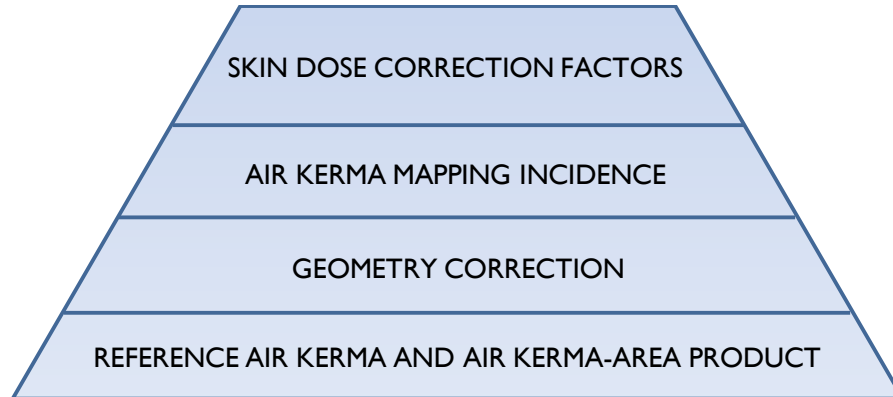 SKIN DOSE CORRECTION FACTORS
AIR KERMA MAPPING INCIDENCE
GEOMETRY CORRECTION
REFERENCE AIR KERMA AND AIR KERMA-AREA PRODUCT